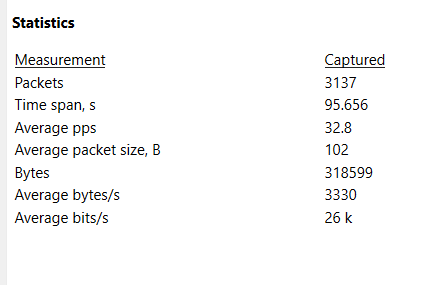 Statistics
Measurement Captured
Packets 3137
Time span, s 95.656
Average pps 32.8
Average packet size, B 102
Bytes 318599
Average bytes/s 3330
Average bits/s 26 k